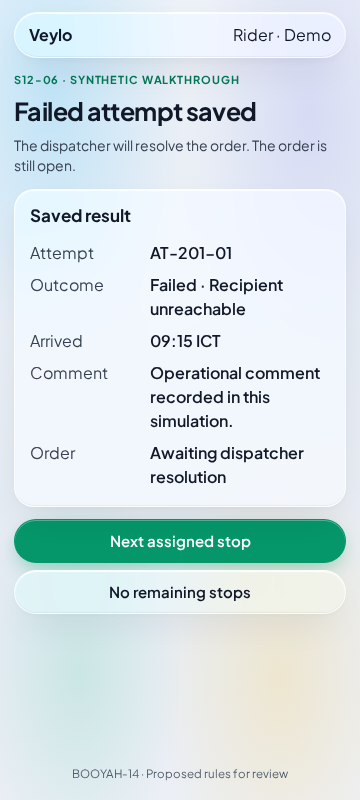 Veylo
Rider · Demo
S12-06 · SYNTHETIC WALKTHROUGH
Failed attempt saved
The dispatcher will resolve the order. The order is
still open.
Saved result
Attempt AT-201-01
Outcome Failed · Recipient
unreachable
Arrived 09:15 ICT
Comment Operational comment
recorded in this
simulation.
Order Awaiting dispatcher
resolution
Next assigned stop
No remaining stops
BOOYAH-14 · Proposed rules for review